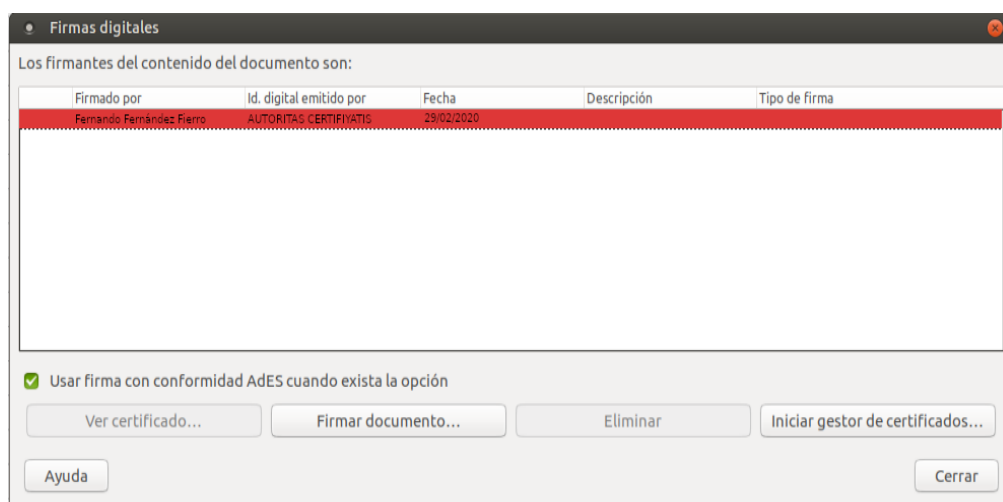 Firmas digitales
Los firmantes del contenido del documento son:
Firmado por Id. digital emitido por Fecha Descripción Tipo de firma
Fernando Fernández Fierro AUTORITAS CERTIFIYATIS 29/02/2020
Usar firma con conformidad AdES cuando exista la opción
Ver certificado... Firmar documento... Eliminar Iniciar gestor de certificados...
Ayuda Cerrar